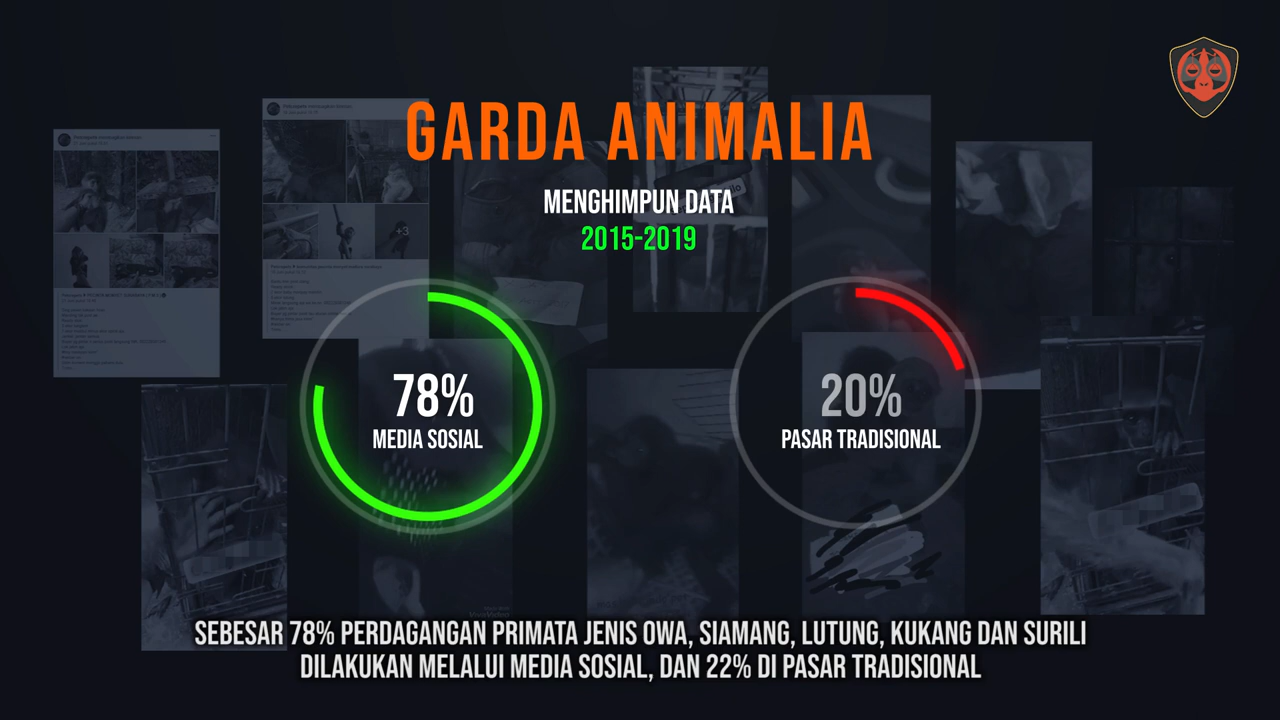 GARDA ANIMALIA
MENGHIMPUN DATA
2015-2019
+3
78%
MEDIA SOSIAL
20%
PASAR TRADISIONAL
SEBESAR 78% PERDAGANGAN PRIMATA JENIS OWA, SIAMANG, LUTUNG, KUKANG DAN SURILI
DILAKUKAN MELALUI MEDIA SOSIAL, DAN 22% DI PASAR TRADISIONAL